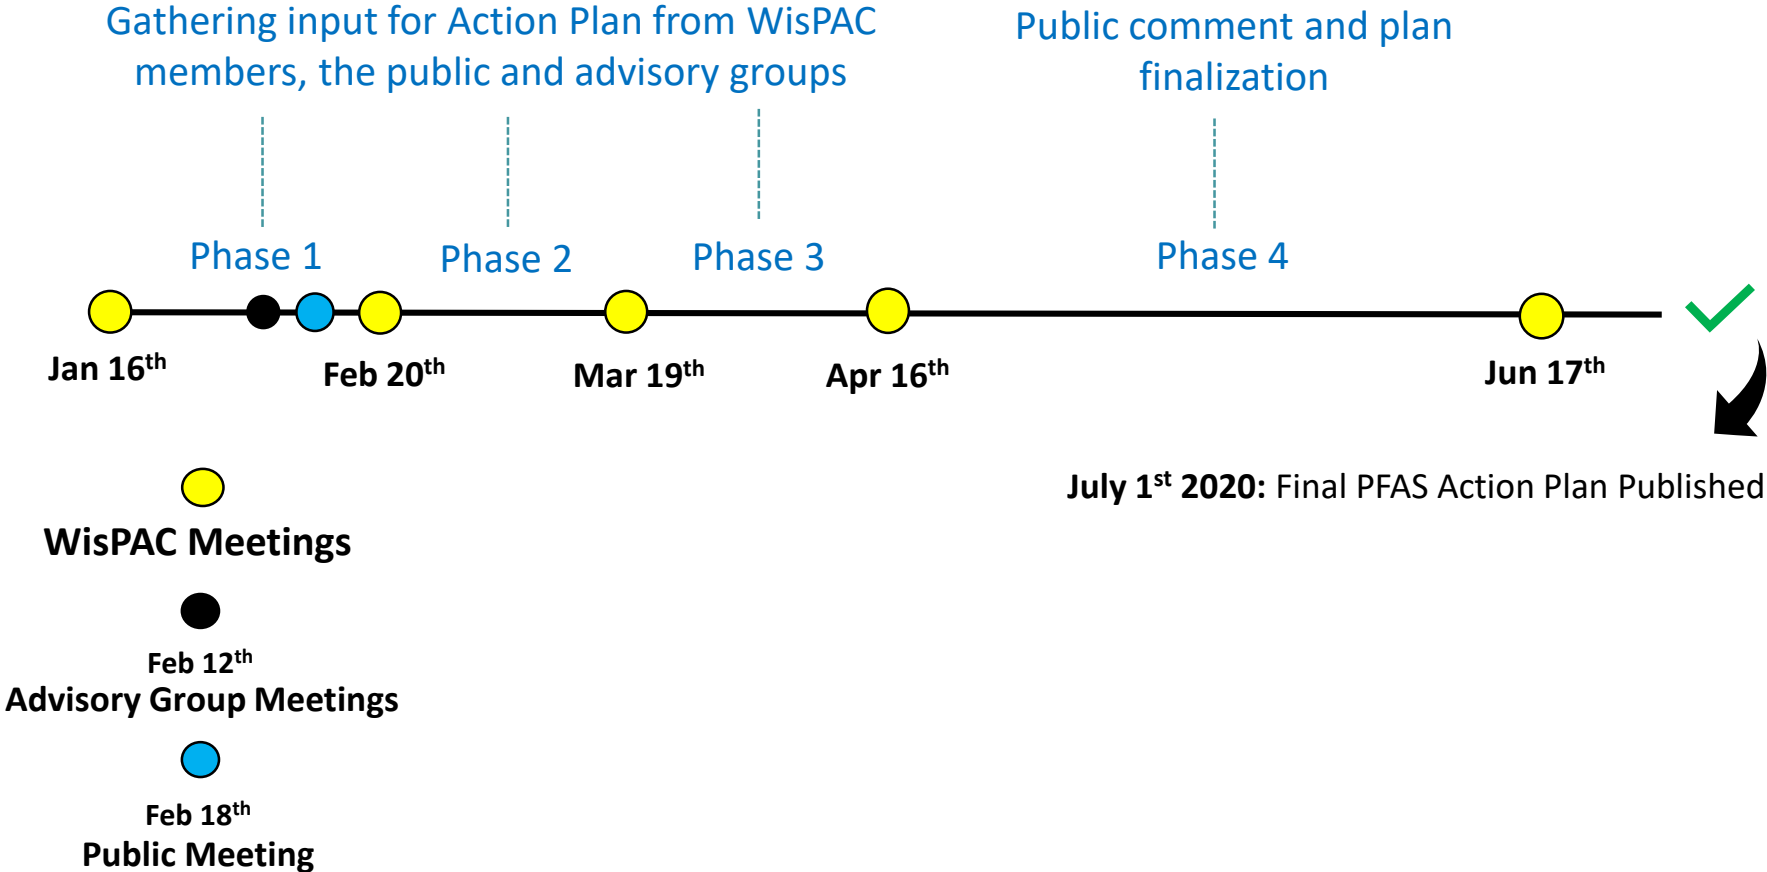 Gathering input for Action Plan from WisPAC
members, the public and advisory groups
Public comment and plan
finalization
Phase 1
Phase 2
Phase 3
Phase 4
Jan 16th
Feb 20th
Mar 19th
Apr 16th
Jun 17th
July 1st 2020: Final PFAS Action Plan Published
WisPAC Meetings
Feb 12th
Advisory Group Meetings
Feb 18th
Public Meeting